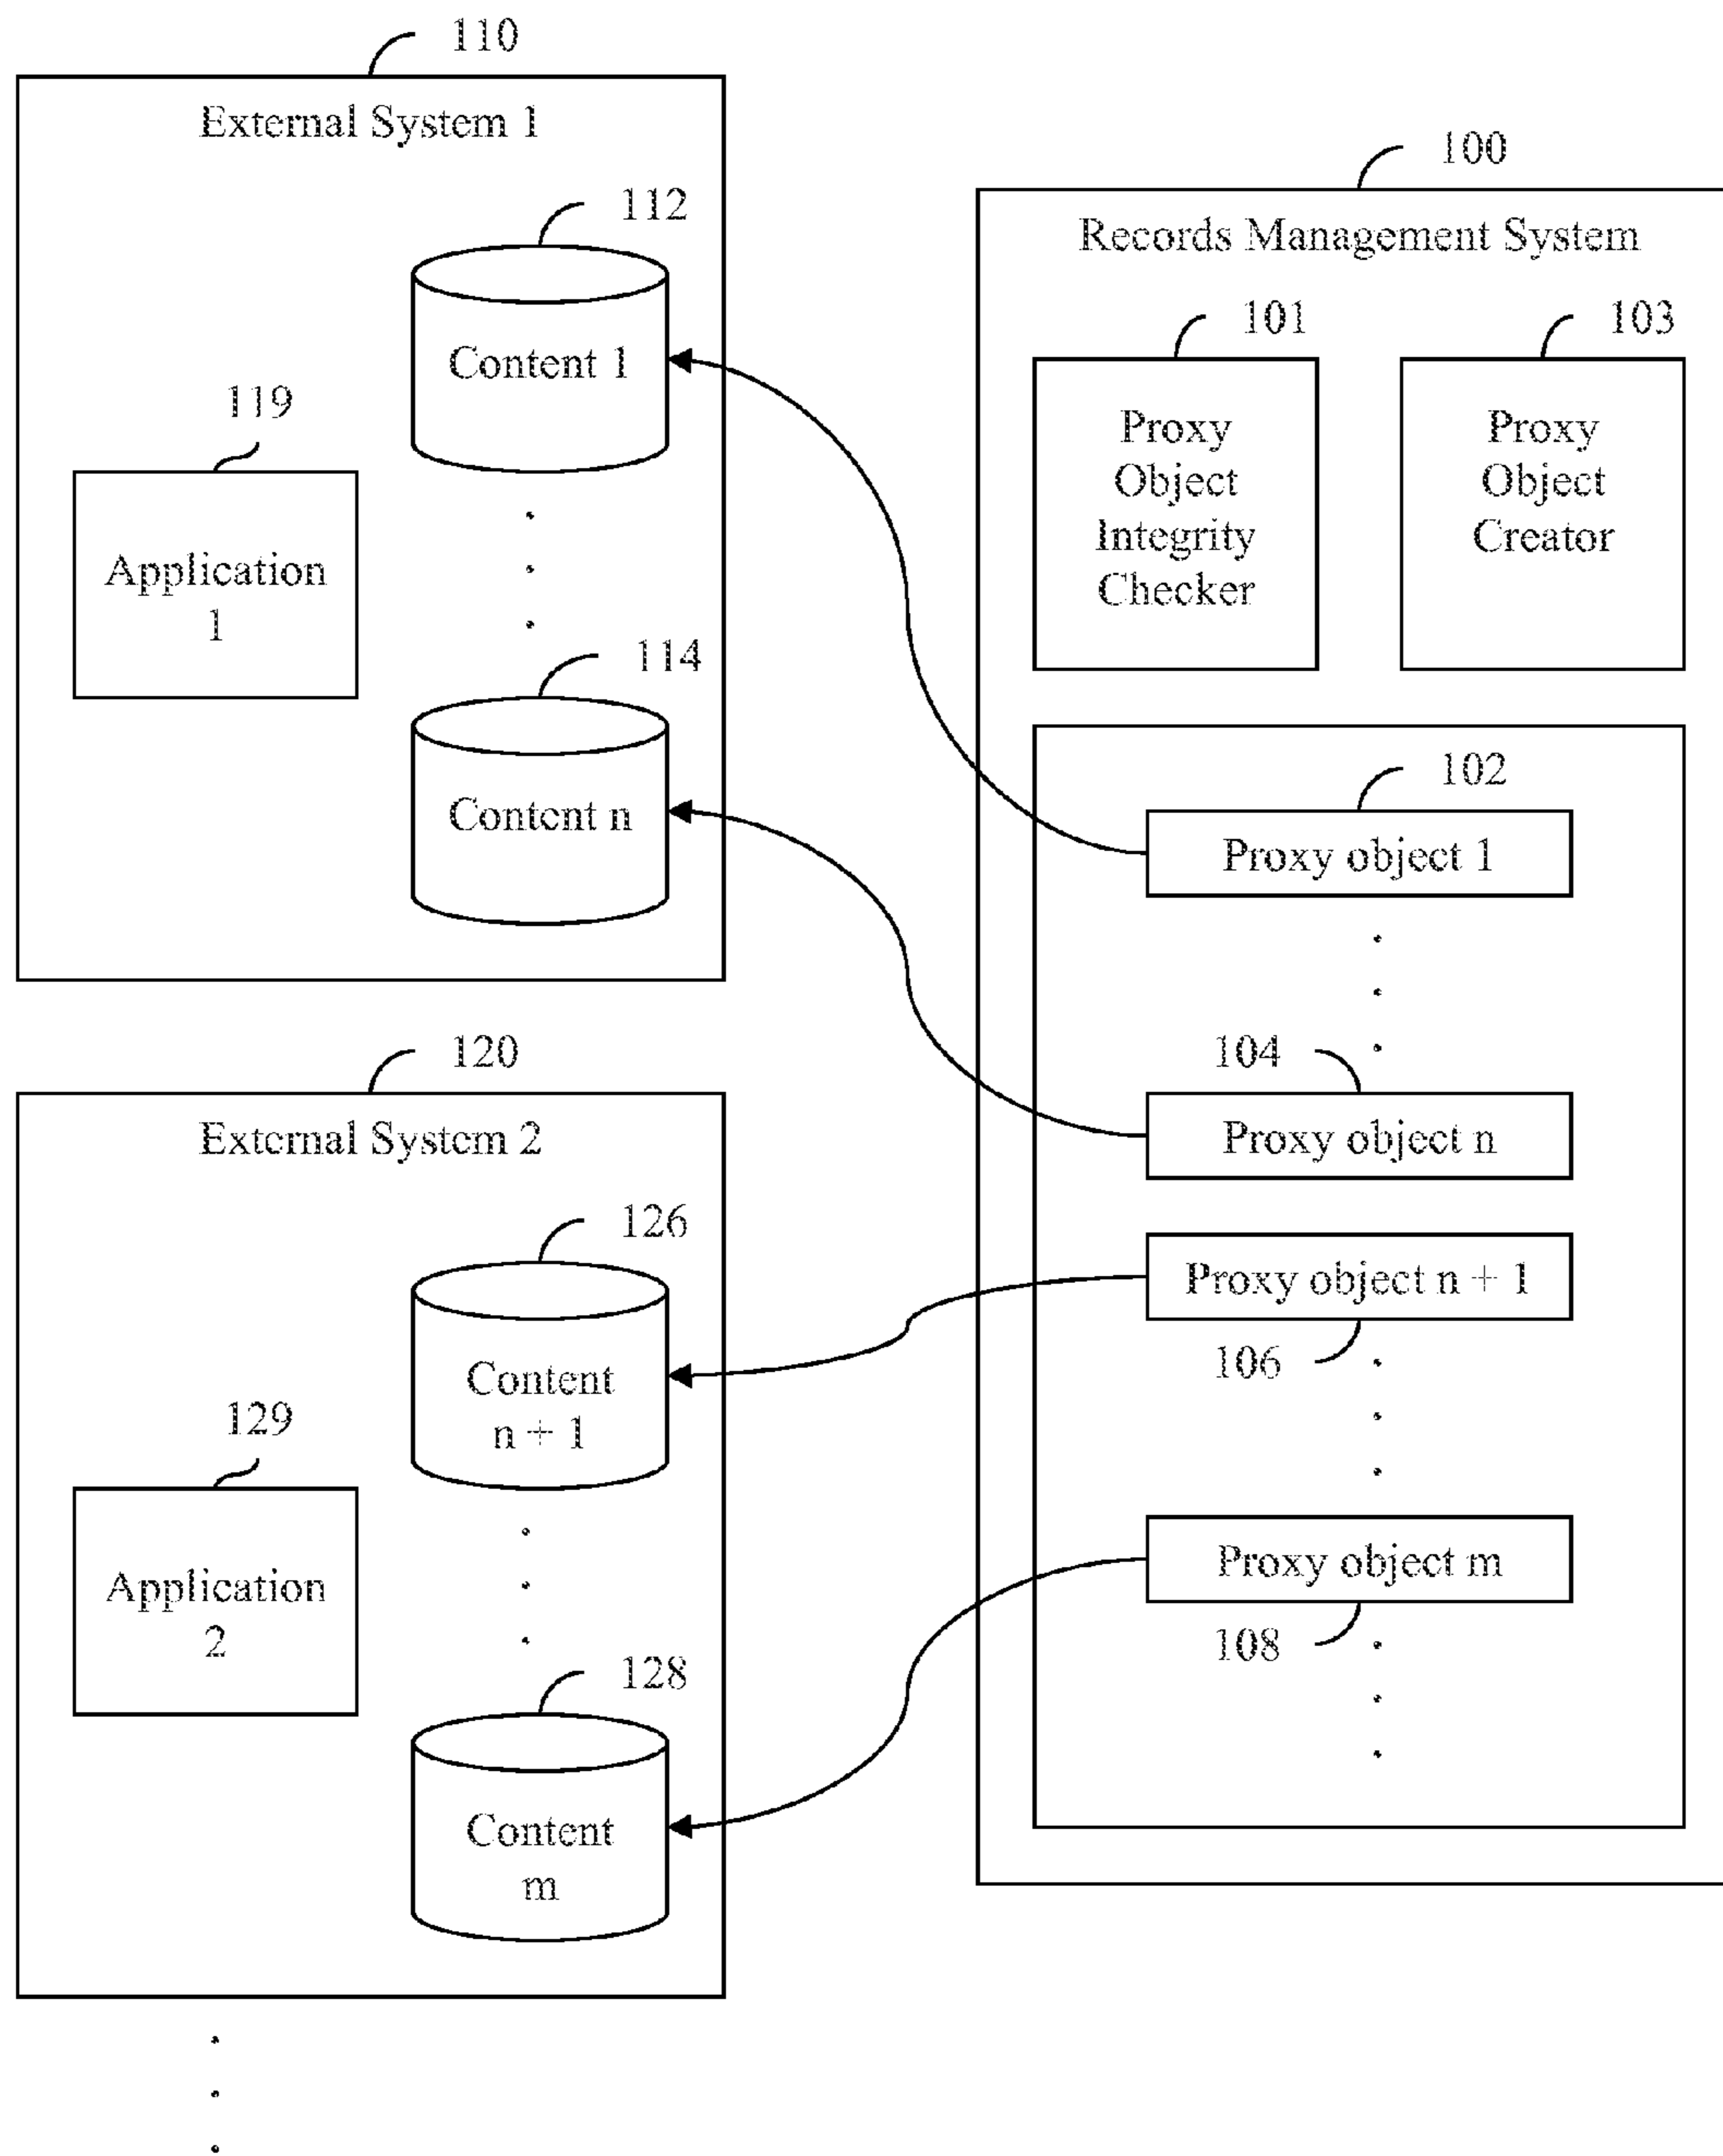 110
External System 1
112
Content 1
119
Application
1
114
Content n
120
External System 2
126
Content
n + 1
129
Application
2
128
Content
m
100
Records Management System
101
Proxy
Object
Integrity
Checker
103
Proxy
Object
Creator
102
Proxy object 1
104
Proxy object n
Proxy object n + 1
106
Proxy object m
108